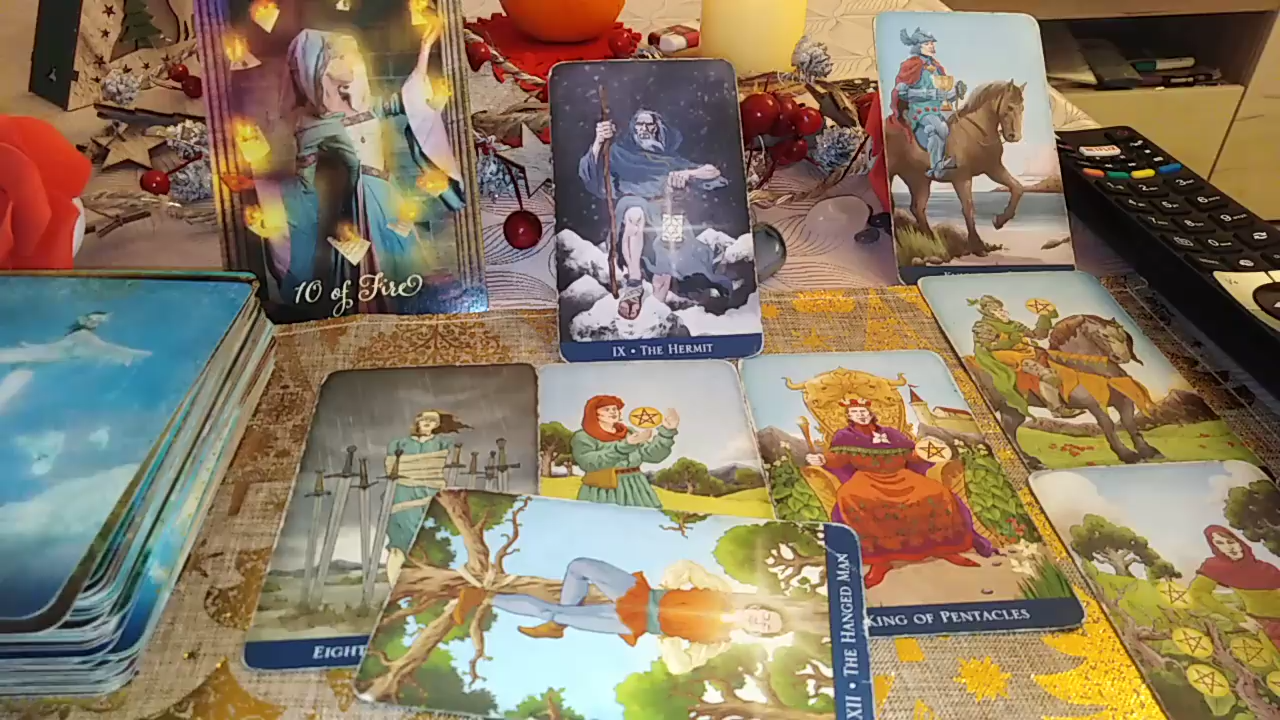 10 of Fire
IX • THE HERMIT
KING OF PENTACLES
EIGHT
XII • THE HANGED MAN